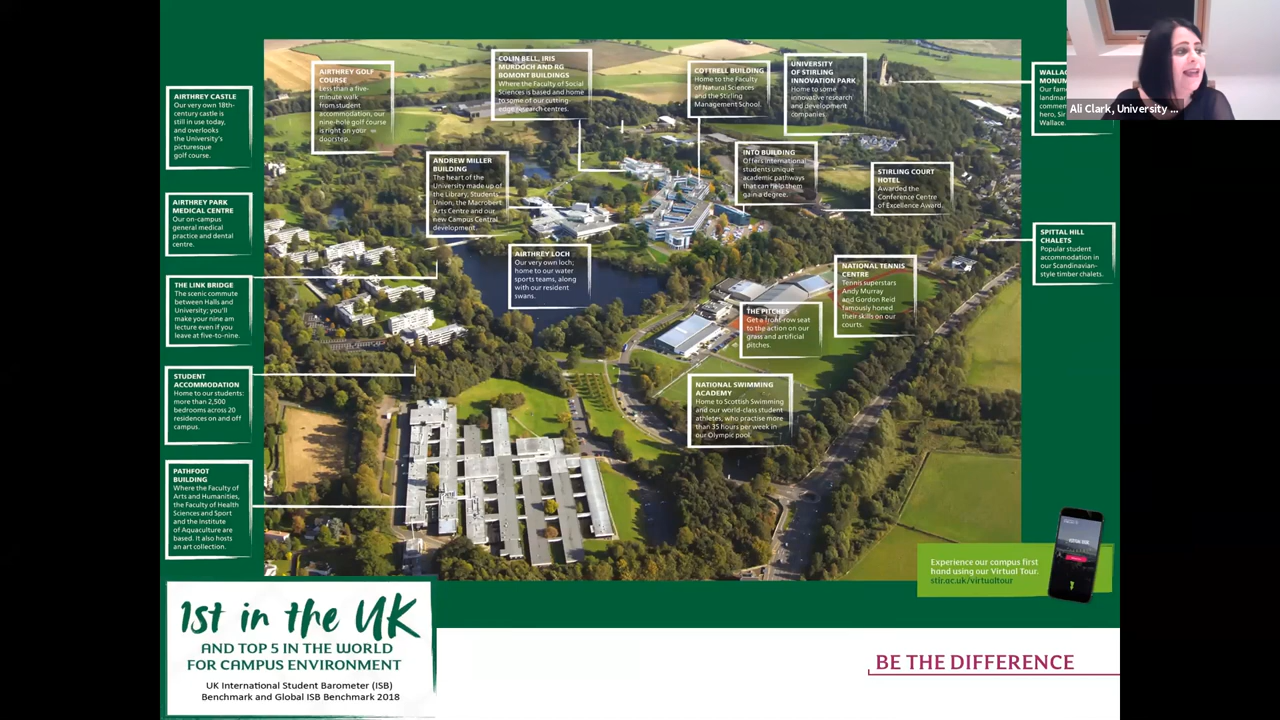 AIRTHREY CASTLE
Our very own 18th-
century castle is
still in use today,
and overlooks
the University's
picturesque
golf course.
AIRTHREY PARK
MEDICAL CENTRE
Our on-campus
general medical
practice and dental
centre.
THE LINK BRIDGE
The scenic commute
between Halls and
University; you'll
make your nine am
lecture even if you
leave at five-to-nine.
STUDENT
ACCOMMODATION
Home to our students:
more than 2,500
bedrooms across 20
residences on and off
campus.
PATHFOOT
BUILDING
Where the Faculty of
Arts and Humanities,
the Faculty of Health
Sciences and Sport
and the Institute
of Aquaculture are
based. It also hosts
an art collection.
AIRTHREY GOLF
COURSE
Less than a five-
minute walk
from student
accommodation, our
nine-hole golf course
is right on your
doorstep.
COLIN BELL, IRIS
MURDOCH AND RG
BOMONT BUILDINGS
Where the Faculty of Social
Sciences is based and home
to some of our cutting
edge research centres.
ANDREW MILLER
BUILDING
The heart of the
University made up of
the Library, Students'
Union, the Macrobert
Arts Centre and our
new Campus Central
development.
AIRTHREY LOCH
Our very own loch;
home to our water
sports teams, along
with our resident
swans.
COTTRELL BUILDING
Home to the Faculty
of Natural Sciences
and the Stirling
Management School.
UNIVERSITY
OF STIRLING
INNOVATION PARK
Home to some
innovative research
and development
companies.
INTO BUILDING
Offers international
students unique
academic pathways
that can help them
gain a degree.
STIRLING COURT
HOTEL
Awarded the
Conference Centre
of Excellence Award.
NATIONAL TENNIS
CENTRE
Tennis superstars
Andy Murray
and Gordon Reid
famously honed
their skills on our
courts.
THE PITCHES
Get a front-row seat
to the action on our
grass and artificial
pitches.
NATIONAL SWIMMING
ACADEMY
Home to Scottish Swimming
and our world-class student
athletes, who practise more
than 35 hours per week in
our Olympic pool.
Our
hero, Sir
Wallace.
Ali Clark, University ...
SPITTAL HILL
CHALETS
Popular student
accommodation in
our Scandinavian-
style timber chalets.
Experience our campus first
hand using our Virtual Tour.
stir.ac.uk/virtualtour
1st in the UK
AND TOP 5 IN THE WORLD
FOR CAMPUS ENVIRONMENT
UK International Student Barometer (ISB)
Benchmark and Global ISB Benchmark 2018
BE THE DIFFERENCE